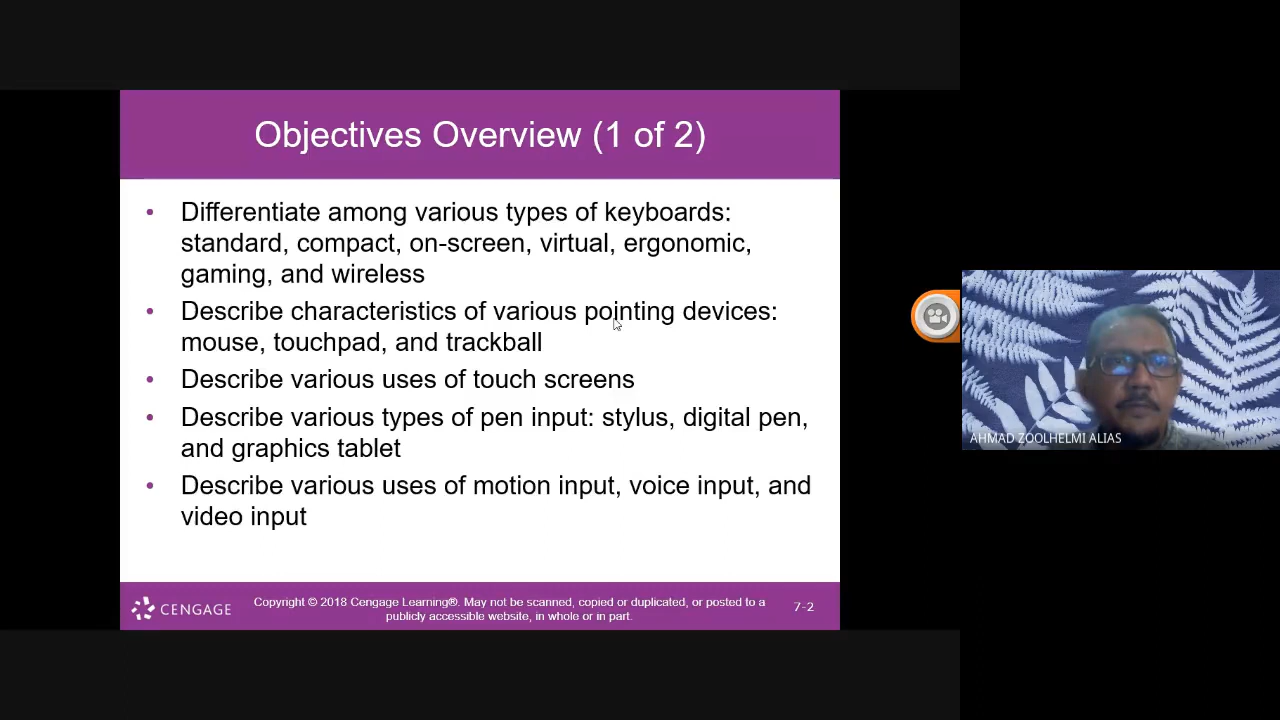 Objectives Overview (1 of 2)
• Differentiate among various types of keyboards:
standard, compact, on-screen, virtual, ergonomic,
gaming, and wireless
• Describe characteristics of various pointing devices:
mouse, touchpad, and trackball
• Describe various uses of touch screens
• Describe various types of pen input: stylus, digital pen,
and graphics tablet
• Describe various uses of motion input, voice input, and
video input
CENGAGE
Copyright © 2018 Cengage Learning®. May not be scanned, copied or duplicated, or posted to a
publicly accessible website, in whole or in part.
7-2
AHMAD ZOOLHELMI ALIAS